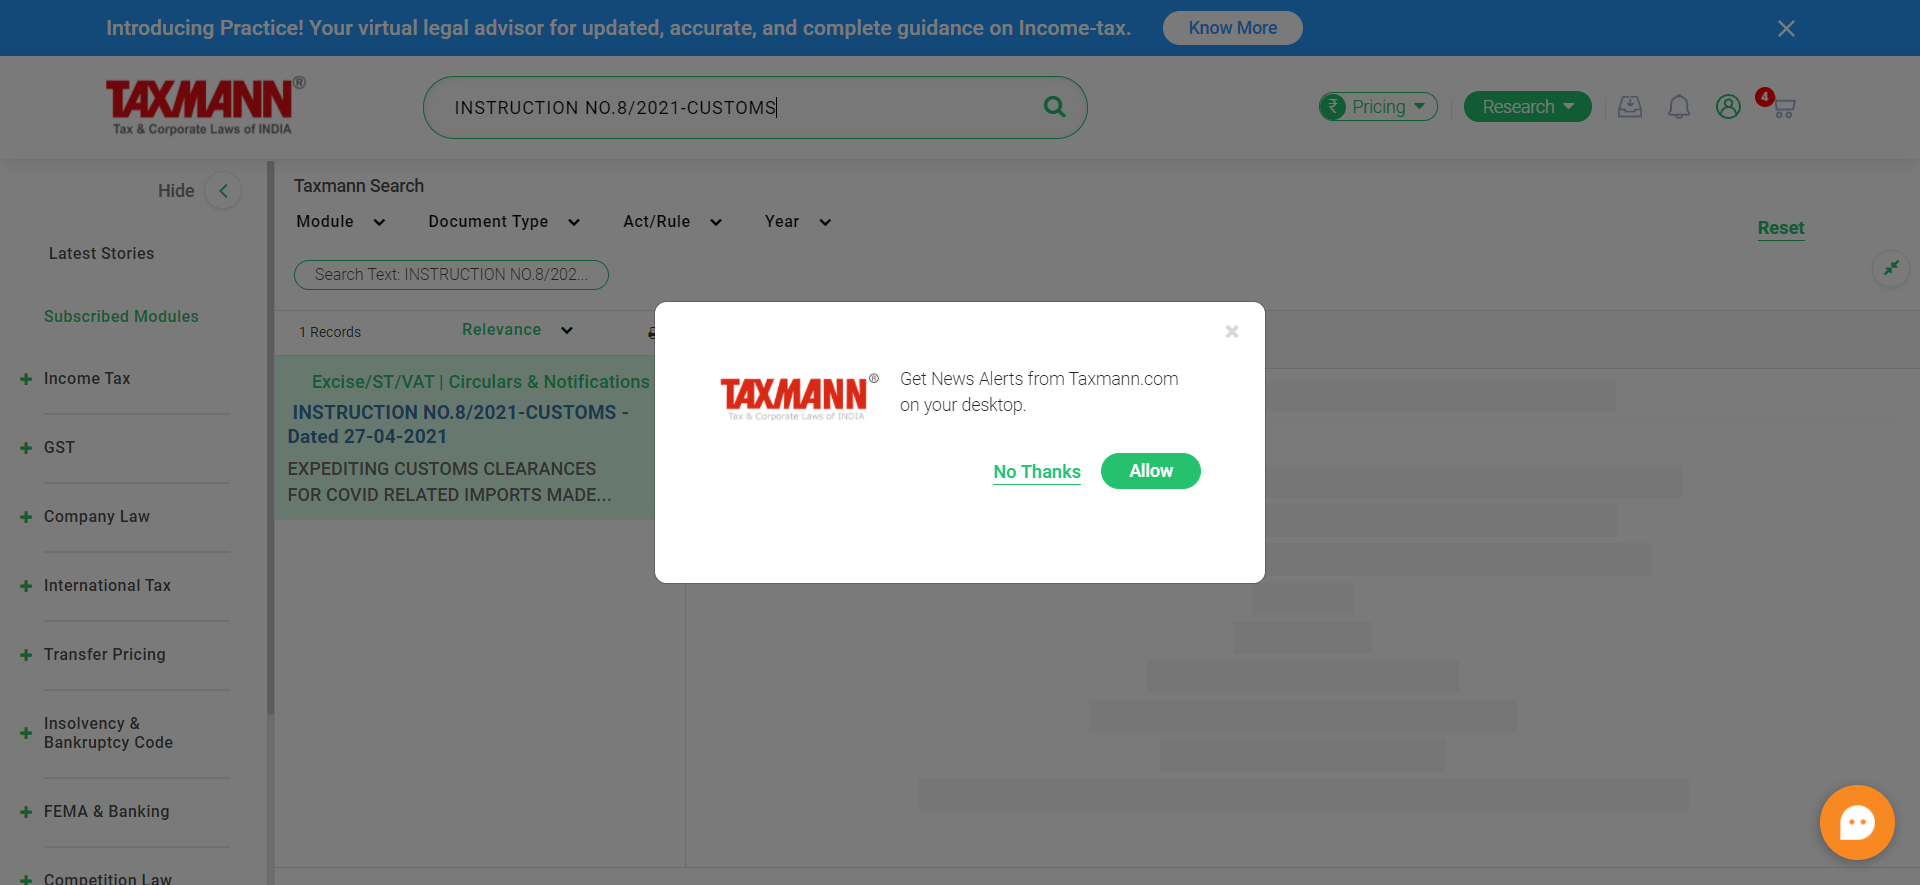 Introducing Practice! Your virtual legal advisor for updated, accurate, and complete guidance on Income-tax.
Know More
TAXMANN®
Tax & Corporate Laws of INDIA
INSTRUCTION NO.8/2021-CUSTOMS
₹ Pricing
Research
4
Hide
Latest Stories
Subscribed Modules
Income Tax
GST
Company Law
International Tax
Transfer Pricing
Insolvency &
Bankruptcy Code
FEMA & Banking
Competition Law
Taxmann Search
Module
Document Type
Act/Rule
Year
Reset
Search Text: INSTRUCTION NO.8/202...
1 Records
Relevance
Excise/ST/VAT | Circulars & Notifications
INSTRUCTION NO.8/2021-CUSTOMS -
Dated 27-04-2021
EXPEDITING CUSTOMS CLEARANCES
FOR COVID RELATED IMPORTS MADE...
TAXMANN®
Tax & Corporate Laws of INDIA
Get News Alerts from Taxmann.com
on your desktop.
No Thanks
Allow